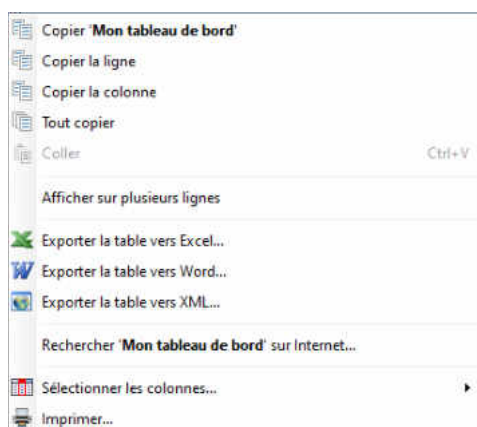 Copier 'Mon tableau de bord'
Copier la ligne
Copier la colonne
Tout copier
Coller Ctrl+V
Afficher sur plusieurs lignes
Exporter la table vers Excel...
Exporter la table vers Word...
Exporter la table vers XML...
Rechercher 'Mon tableau de bord' sur Internet...
Sélectionner les colonnes...
Imprimer...